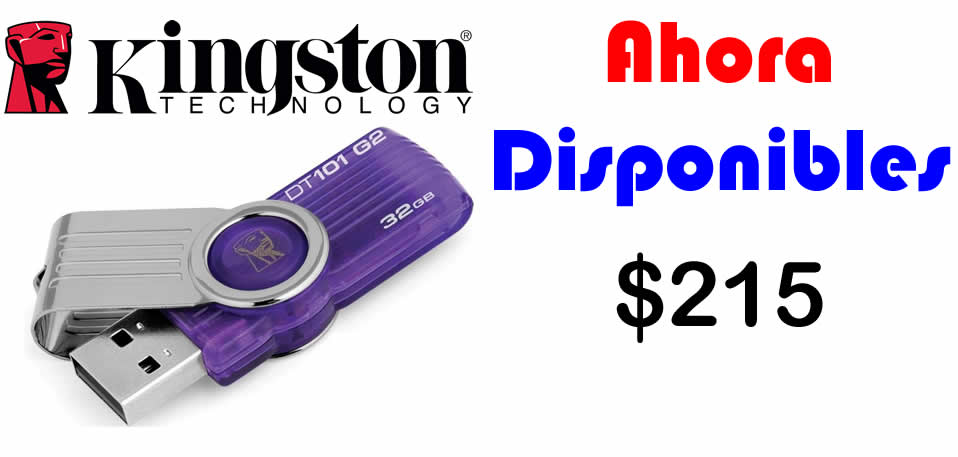 Kingston®
TECHNOLOGY
DT101 G2
32GB
Ahora
Disponibles
$215